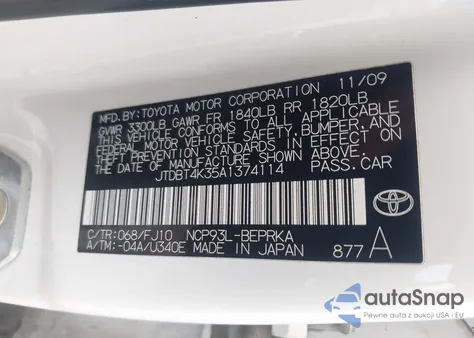 MFD. BY: TOYOTA MOTOR CORPORATION 11/09
GVWR 3300LB GAWR FR 1840LB RR 1820LB
THIS VEHICLE CONFORMS TO ALL APPLICABLE
FEDERAL MOTOR VEHICLE SAFETY, BUMPER, AND
THEFT PREVENTION STANDARDS IN EFFECT ON
THE DATE OF MANUFACTURE SHOWN ABOVE.
JTDBT4K35A1374114 PASS. CAR
C/TR: 068/FJ10 NCP93L-BEPRKA
A/TM: -04A/U340E MADE IN JAPAN 877 A
TOYOTA
autoSnap
Pewne auta z aukcji USA i EU